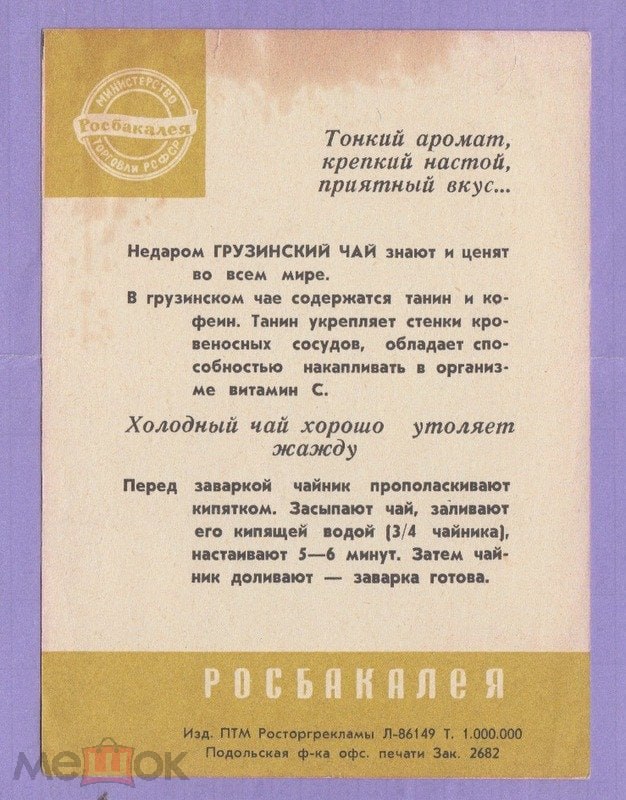 МИНИСТЕРСТВО
Росбакалея
ТОРГОВЛИ РСФСР
Тонкий аромат,
крепкий настой,
приятный вкус...
Недаром ГРУЗИНСКИЙ ЧАЙ знают и ценят
во всем мире.
В грузинском чае содержатся танин и ко-
феин. Танин укрепляет стенки кро-
веносных сосудов, обладает спо-
собностью накапливать в организ-
ме витамин С.
Холодный чай хорошо утоляет
жажду
Перед заваркой чайник прополаскивают
кипятком. Засыпают чай, заливают
его кипящей водой (3/4 чайника),
настаивают 5—6 минут. Затем чай-
ник доливают — заварка готова.
РОСБАКАЛЕЯ
Изд. ПТМ Росторгрекламы Л-86149 Т. 1.000.000
Подольская ф-ка офс. печати Зак. 2682
мешок